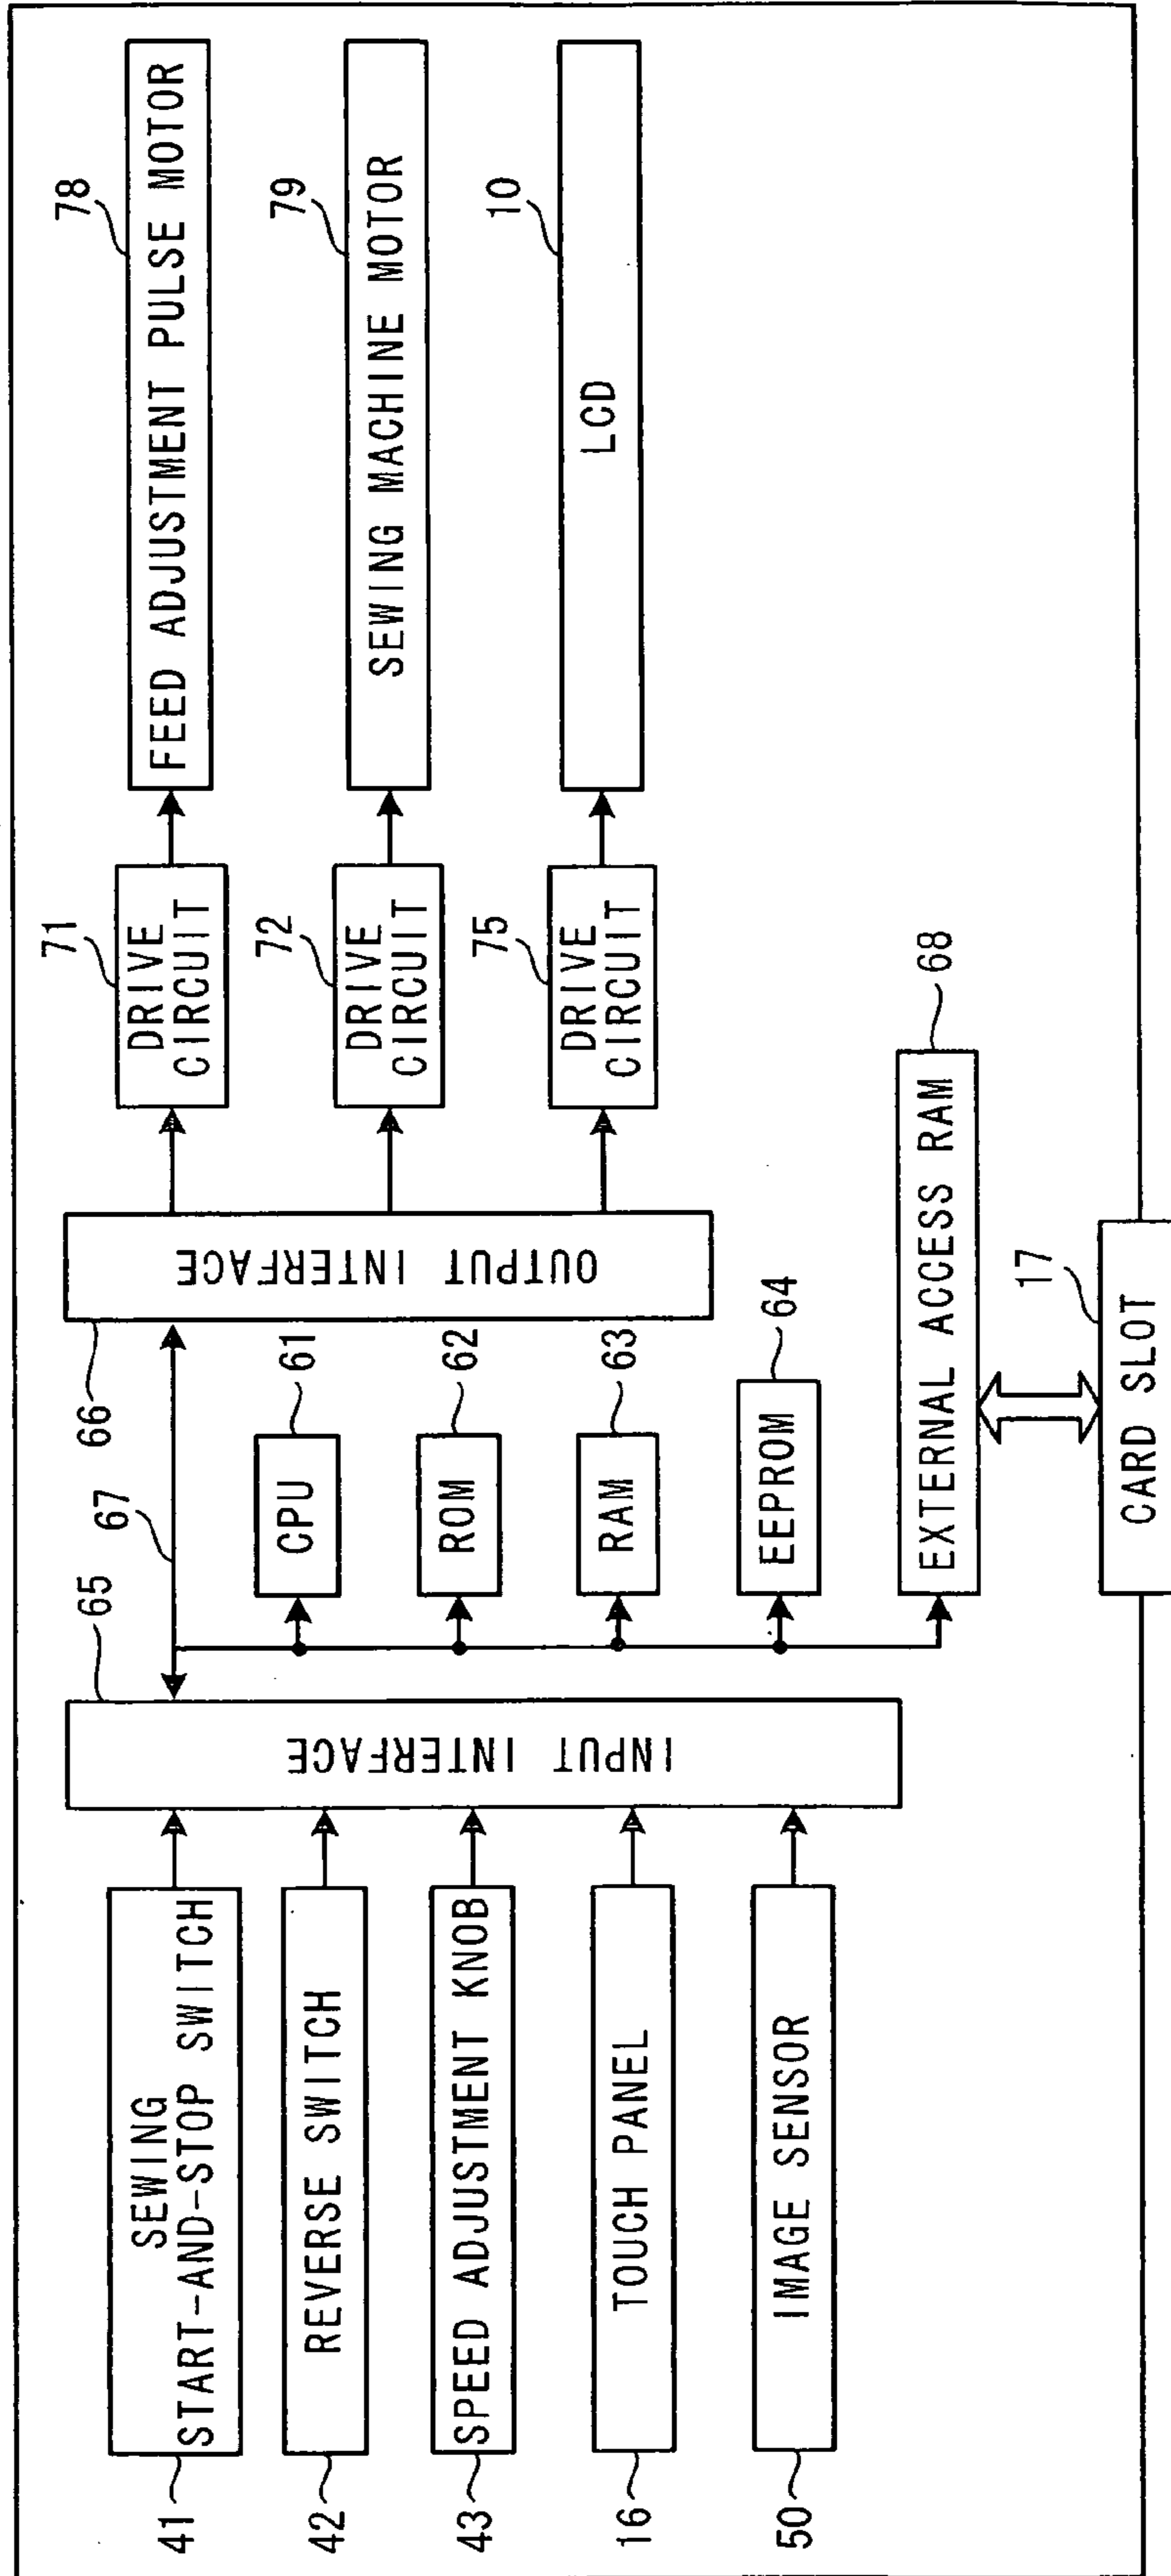 41
SEWING
START-AND-STOP SWITCH
42
REVERSE SWITCH
43
SPEED ADJUSTMENT KNOB
16
TOUCH PANEL
50
IMAGE SENSOR
65
INPUT INTERFACE
67
66
OUTPUT INTERFACE
CPU
61
ROM
62
RAM
63
EEPROM
64
EXTERNAL ACCESS RAM
68
CARD SLOT
17
71
DRIVE
CIRCUIT
78
FEED ADJUSTMENT PULSE MOTOR
72
DRIVE
CIRCUIT
79
SEWING MACHINE MOTOR
75
DRIVE
CIRCUIT
10
LCD